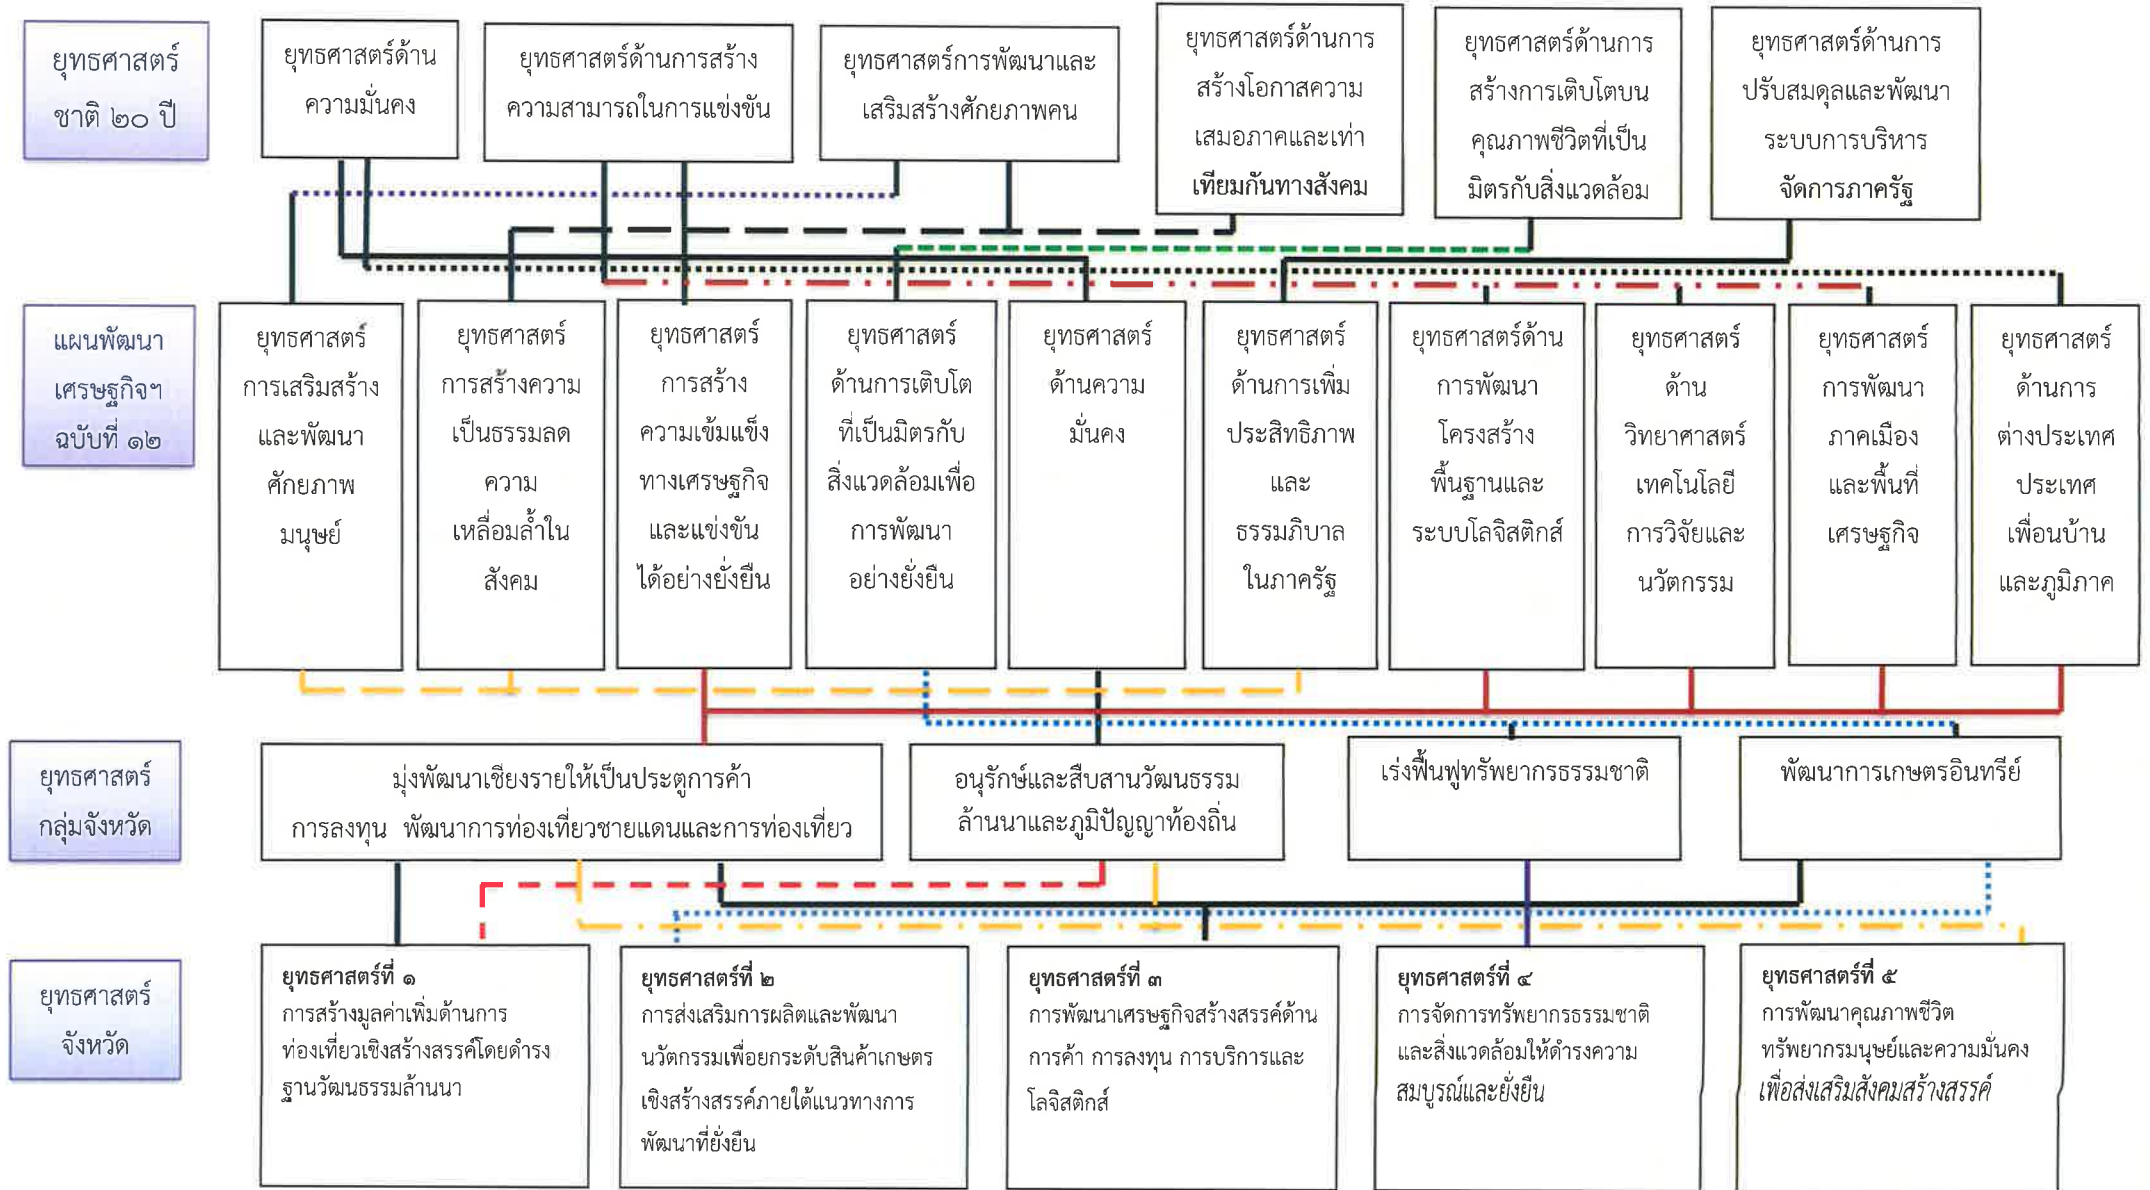 ยุทธศาสตร์
ชาติ ๒๐ ปี
ยุทธศาสตร์ด้าน
ความมั่นคง
ยุทธศาสตร์ด้านการสร้าง
ความสามารถในการแข่งขัน
ยุทธศาสตร์การพัฒนาและ
เสริมสร้างศักยภาพคน
ยุทธศาสตร์ด้านการ
สร้างโอกาสความ
เสมอภาคและเท่า
เทียมกันทางสังคม
ยุทธศาสตร์ด้านการ
สร้างการเติบโตบน
คุณภาพชีวิตที่เป็น
มิตรกับสิ่งแวดล้อม
ยุทธศาสตร์ด้านการ
ปรับสมดุลและพัฒนา
ระบบการบริหาร
จัดการภาครัฐ
แผนพัฒนา
เศรษฐกิจฯ
ฉบับที่ ๑๒
ยุทธศาสตร์
การเสริมสร้าง
และพัฒนา
ศักยภาพ
มนุษย์
ยุทธศาสตร์
การสร้างความ
เป็นธรรมลด
ความ
เหลื่อมล้ำใน
สังคม
ยุทธศาสตร์
การสร้าง
ความเข้มแข็ง
ทางเศรษฐกิจ
และแข่งขัน
ได้อย่างยั่งยืน
ยุทธศาสตร์
ด้านการเติบโต
ที่เป็นมิตรกับ
สิ่งแวดล้อมเพื่อ
การพัฒนา
อย่างยั่งยืน
ยุทธศาสตร์
ด้านความ
มั่นคง
ยุทธศาสตร์
ด้านการเพิ่ม
ประสิทธิภาพ
และ
ธรรมภิบาล
ในภาครัฐ
ยุทธศาสตร์ด้าน
การพัฒนา
โครงสร้าง
พื้นฐานและ
ระบบโลจิสติกส์
ยุทธศาสตร์
ด้าน
วิทยาศาสตร์
เทคโนโลยี
การวิจัยและ
นวัตกรรม
ยุทธศาสตร์
การพัฒนา
ภาคเมือง
และพื้นที่
เศรษฐกิจ
ยุทธศาสตร์
ด้านการ
ต่างประเทศ
ประเทศ
เพื่อนบ้าน
และภูมิภาค
ยุทธศาสตร์
กลุ่มจังหวัด
มุ่งพัฒนาเชียงรายให้เป็นประตูการค้า
การลงทุน พัฒนาการท่องเที่ยวชายแดนและการท่องเที่ยว
อนุรักษ์และสืบสานวัฒนธรรม
ล้านนาและภูมิปัญญาท้องถิ่น
เร่งฟื้นฟูทรัพยากรธรรมชาติ
พัฒนาการเกษตรอินทรีย์
ยุทธศาสตร์
จังหวัด
ยุทธศาสตร์ที่ ๑
การสร้างมูลค่าเพิ่มด้านการ
ท่องเที่ยวเชิงสร้างสรรค์โดยดำรง
ฐานวัฒนธรรมล้านนา
ยุทธศาสตร์ที่ ๒
การส่งเสริมการผลิตและพัฒนา
นวัตกรรมเพื่อยกระดับสินค้าเกษตร
เชิงสร้างสรรค์ภายใต้แนวทางการ
พัฒนาที่ยั่งยืน
ยุทธศาสตร์ที่ ๓
การพัฒนาเศรษฐกิจสร้างสรรค์ด้าน
การค้า การลงทุน การบริการและ
โลจิสติกส์
ยุทธศาสตร์ที่ ๔
การจัดการทรัพยากรธรรมชาติ
และสิ่งแวดล้อมให้ดำรงความ
สมบูรณ์และยั่งยืน
ยุทธศาสตร์ที่ ๕
การพัฒนาคุณภาพชีวิต
ทรัพยากรมนุษย์และความมั่นคง
เพื่อส่งเสริมสังคมสร้างสรรค์